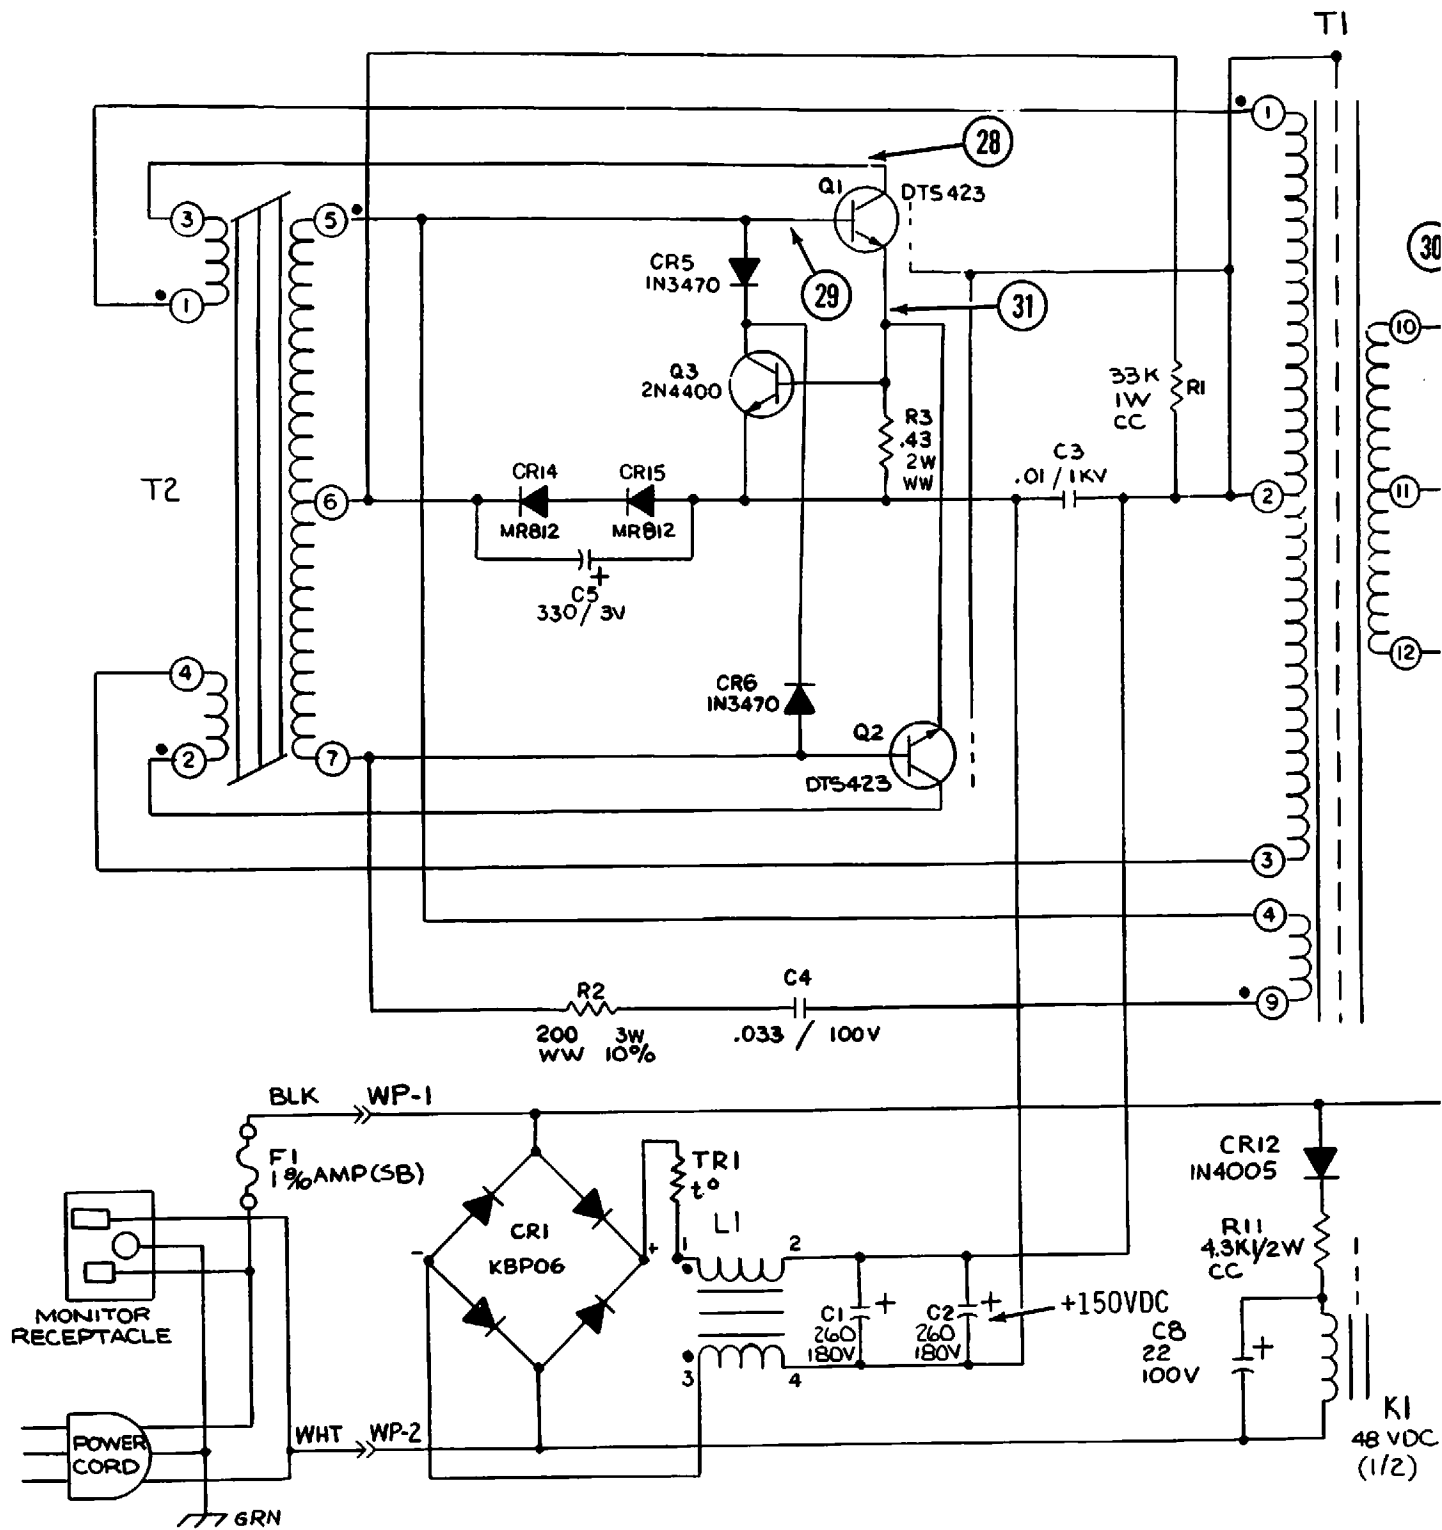 T1
1
28
Q1
DTS423
3
5
30
CR5
1N3470
1
29
31
10
Q3
2N4400
33K
1W
CC
R1
R3
.43
2W
WW
T2
CR14
CR15
C3
.01/1KV
6
2
11
MR812
MR812
+
C5
330/3V
4
12
CR6
1N3470
Q2
2
7
DTS423
3
4
C4
R2
9
200 3W
WW 10%
.033/100V
BLK
WP-1
F1
1 8/10 AMP (SB)
TR1
t°
CR12
1N4005
L1
CR1
KBP06
-
+
1
2
R11
4.3K1/2W
CC
MONITOR
RECEPTACLE
C1
260
180V
+
C2
260
180V
+
+150VDC
C8
22
100V
+
3
4
WHT
WP-2
K1
48 VDC
(1/2)
POWER
CORD
GRN